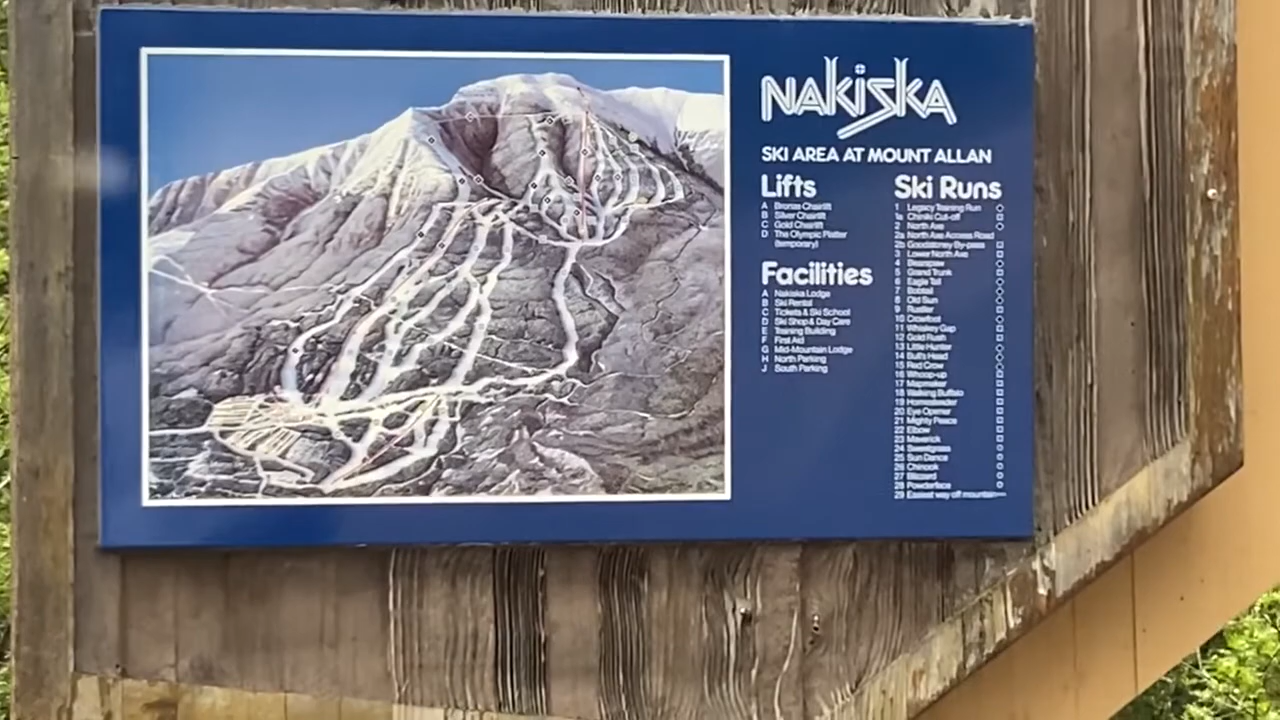 NAKISKA
SKI AREA AT MOUNT ALLAN
Lifts
A Bronze Chairlift
B Silver Chairlift
C Gold Chairlift
D The Olympic Platter
(temporary)
Facilities
A Nakiska Lodge
B Ski Rental
C Tickets & Ski School
D Ski Shop & Day Care
E Training Building
F First Aid
G Mid-Mountain Lodge
H North Parking
J South Parking
Ski Runs
1 Legacy Training Run
1a Chiniki Cut-off
2 North Axe
2a North Axe Access Road
2b Goodstoney By-pass
3 Lower North Axe
4 Bearspaw
5 Grand Trunk
6 Eagle Tail
7 Bobtail
8 Old Sun
9 Rustler
10 Crowfoot
11 Whiskey Gap
12 Gold Rush
13 Little Hunter
14 Bull's Head
15 Red Crow
16 Whoop-up
17 Mapmaker
18 Walking Buffalo
19 Homesteader
20 Eye Opener
21 Mighty Peace
22 Elbow
23 Maverick
24 Sweetgrass
25 Sun Dance
26 Chinook
27 Blizzard
28 Powderface
29 Easiest way off mountain